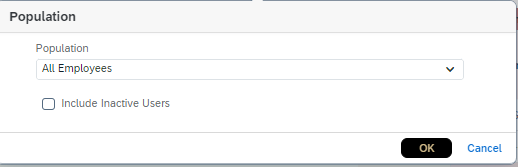 Population
Population
All Employees
Include Inactive Users
OK
Cancel